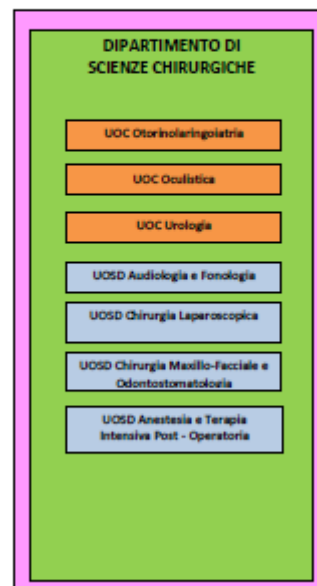 DIPARTIMENTO DI
SCIENZE CHIRURGICHE
UOC Otorinolaringoiatria
UOC Oculistica
UOC Urologia
UOSD Audiologia e Fonologia
UOSD Chirurgia Laparoscopica
UOSD Chirurgia Maxillo-Facciale e
Odontostomatologia
UOSD Anestesia e Terapia
Intensiva Post - Operatoria